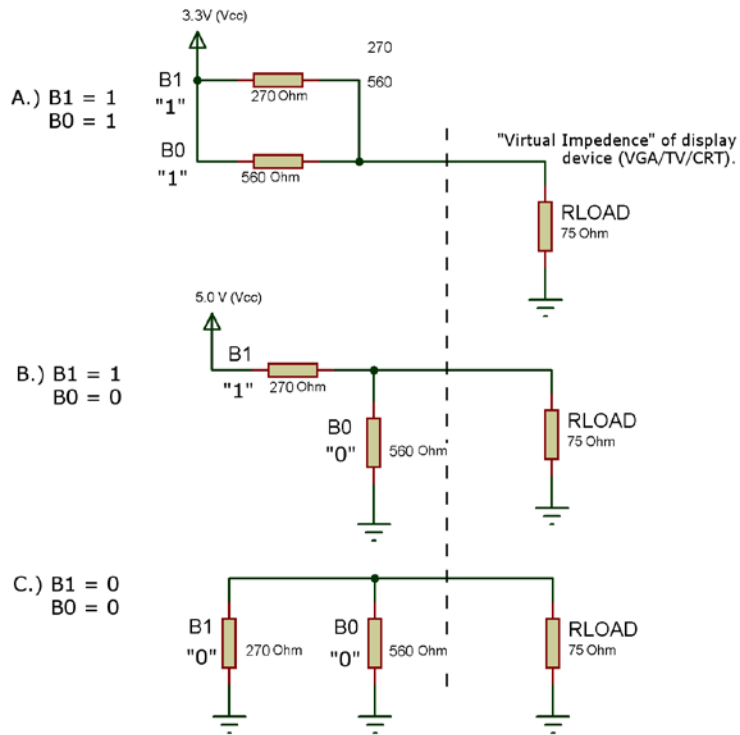 3.3V (Vcc)
270
560
A.) B1 = 1
B0 = 1
B1
"1"
270 Ohm
B0
"1"
560 Ohm
"Virtual Impedence" of display
device (VGA/TV/CRT).
RLOAD
75 Ohm
5.0 V (Vcc)
B.) B1 = 1
B0 = 0
B1
"1"
270 Ohm
B0
"0"
560 Ohm
RLOAD
75 Ohm
C.) B1 = 0
B0 = 0
B1
"0"
270 Ohm
B0
"0"
560 Ohm
RLOAD
75 Ohm